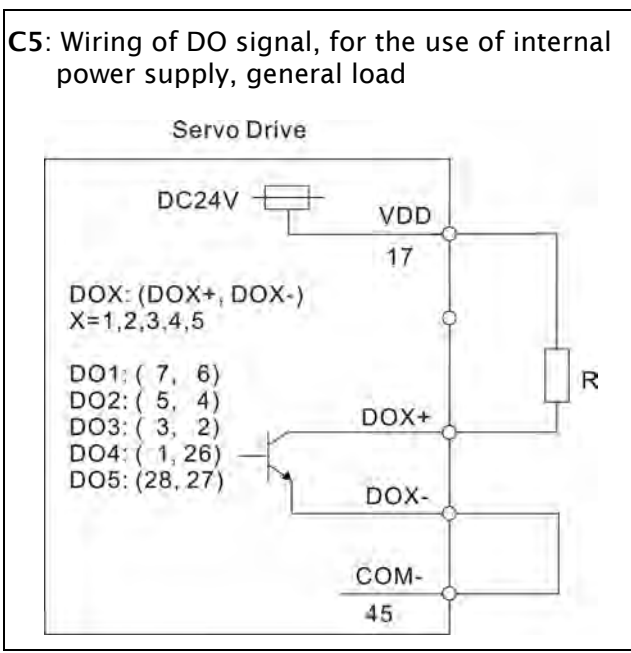 C5: Wiring of DO signal, for the use of internal
power supply, general load
Servo Drive
DC24V
VDD
17
DOX: (DOX+, DOX-)
X=1,2,3,4,5
DO1: ( 7, 6)
DO2: ( 5, 4)
DO3: ( 3, 2)
DO4: ( 1, 26)
DO5: (28, 27)
R
DOX+
DOX-
COM-
45